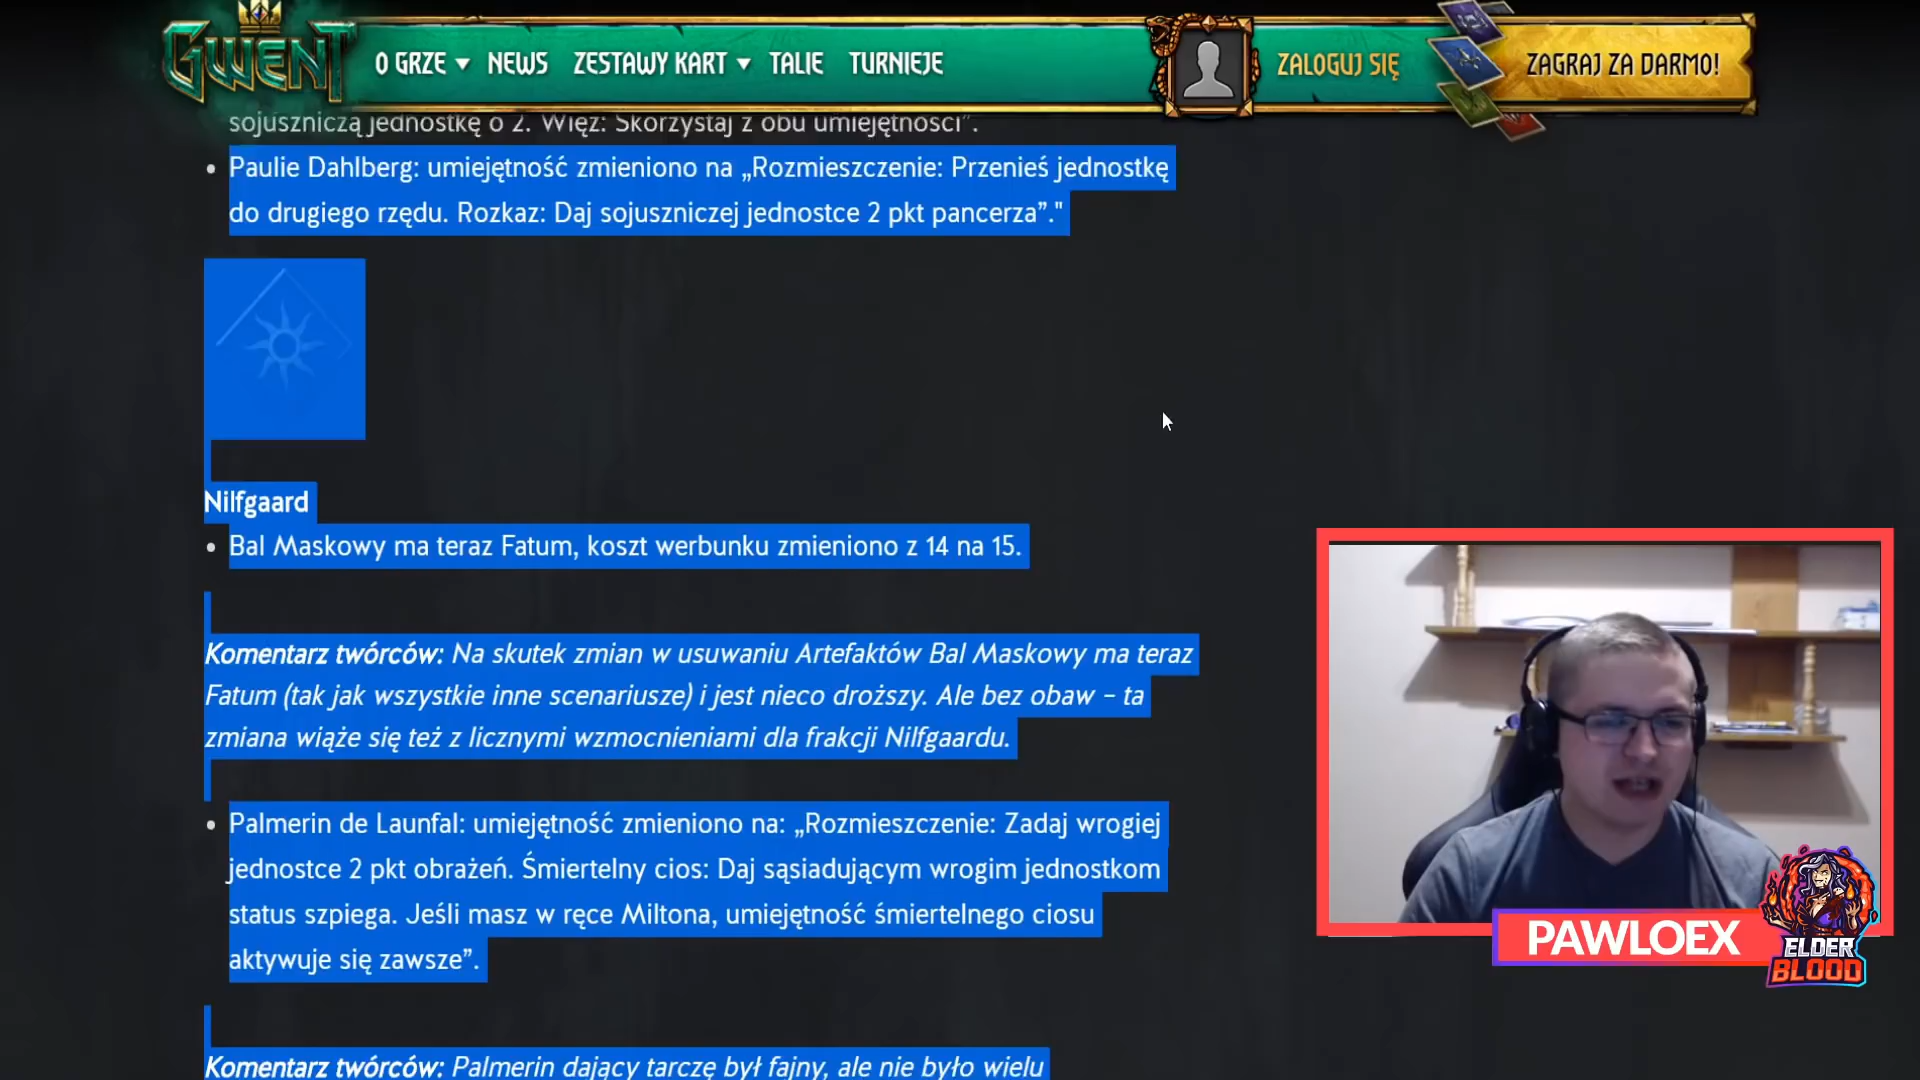 GWENT
O GRZE
NEWS
ZESTAWY KART
TALIE
TURNIEJE
ZALOGUJ SIĘ
ZAGRAJ ZA DARMO!
sojuszniczą jednostkę o 2. Więź: Skorzystaj z obu umiejętności”.
• Paulie Dahlberg: umiejętność zmieniono na „Rozmieszczenie: Przenieś jednostkę
do drugiego rzędu. Rozkaz: Daj sojuszniczej jednostce 2 pkt pancerza”."
Nilfgaard
• Bal Maskowy ma teraz Fatum, koszt werbunku zmieniono z 14 na 15.
Komentarz twórców: Na skutek zmian w usuwaniu Artefaktów Bal Maskowy ma teraz
Fatum (tak jak wszystkie inne scenariusze) i jest nieco droższy. Ale bez obaw – ta
zmiana wiąże się też z licznymi wzmocnieniami dla frakcji Nilfgaardu.
• Palmerin de Launfal: umiejętność zmieniono na: „Rozmieszczenie: Zadaj wrogiej
jednostce 2 pkt obrażeń. Śmiertelny cios: Daj sąsiadującym wrogim jednostkom
status szpiega. Jeśli masz w ręce Miltona, umiejętność śmiertelnego ciosu
aktywuje się zawsze”.
Komentarz twórców: Palmerin dający tarczę był fajny, ale nie było wielu
PAWLOEX
ELDER
BLOOD